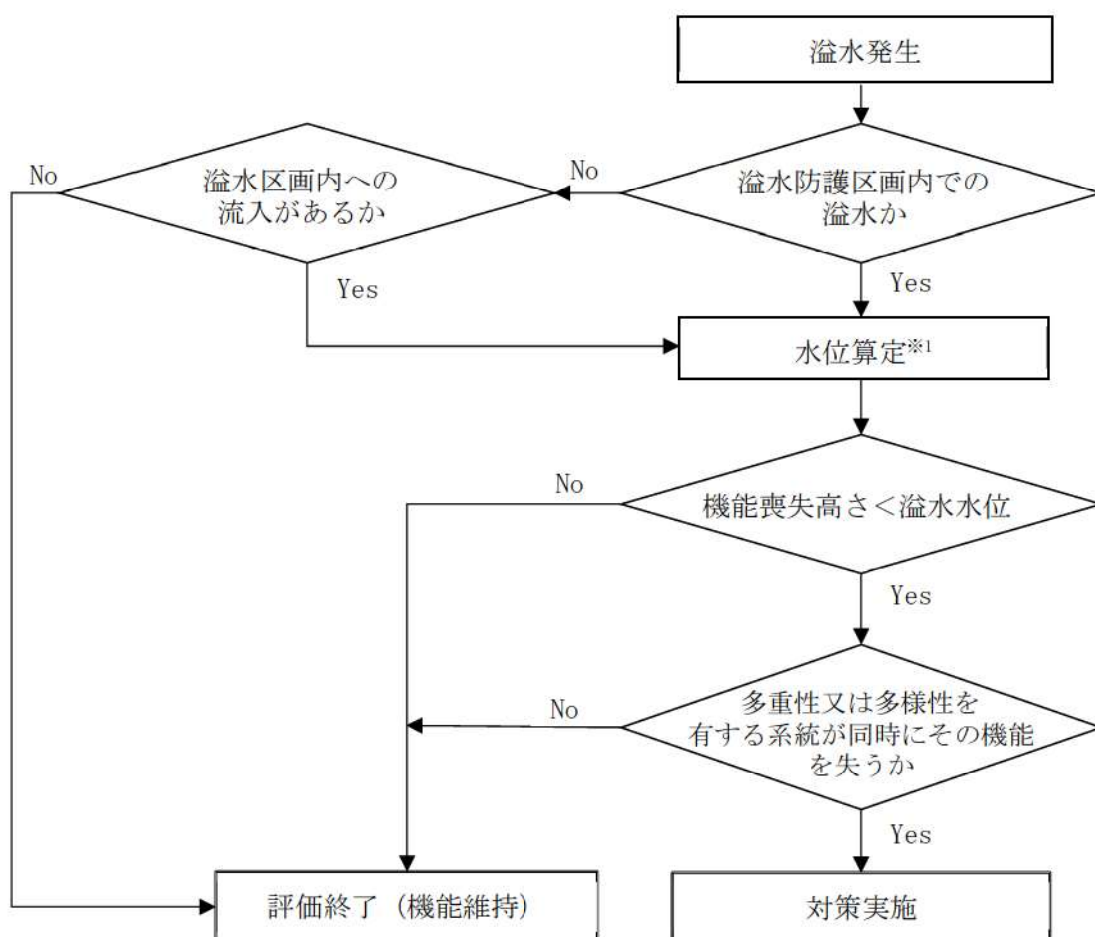 溢水発生
No
溢水区画内への
流入があるか
No
溢水防護区画内での
溢水か
Yes
Yes
水位算定※1
No
機能喪失高さ<溢水水位
Yes
No
多重性又は多様性を
有する系統が同時にその機能
を失うか
Yes
評価終了（機能維持）
対策実施